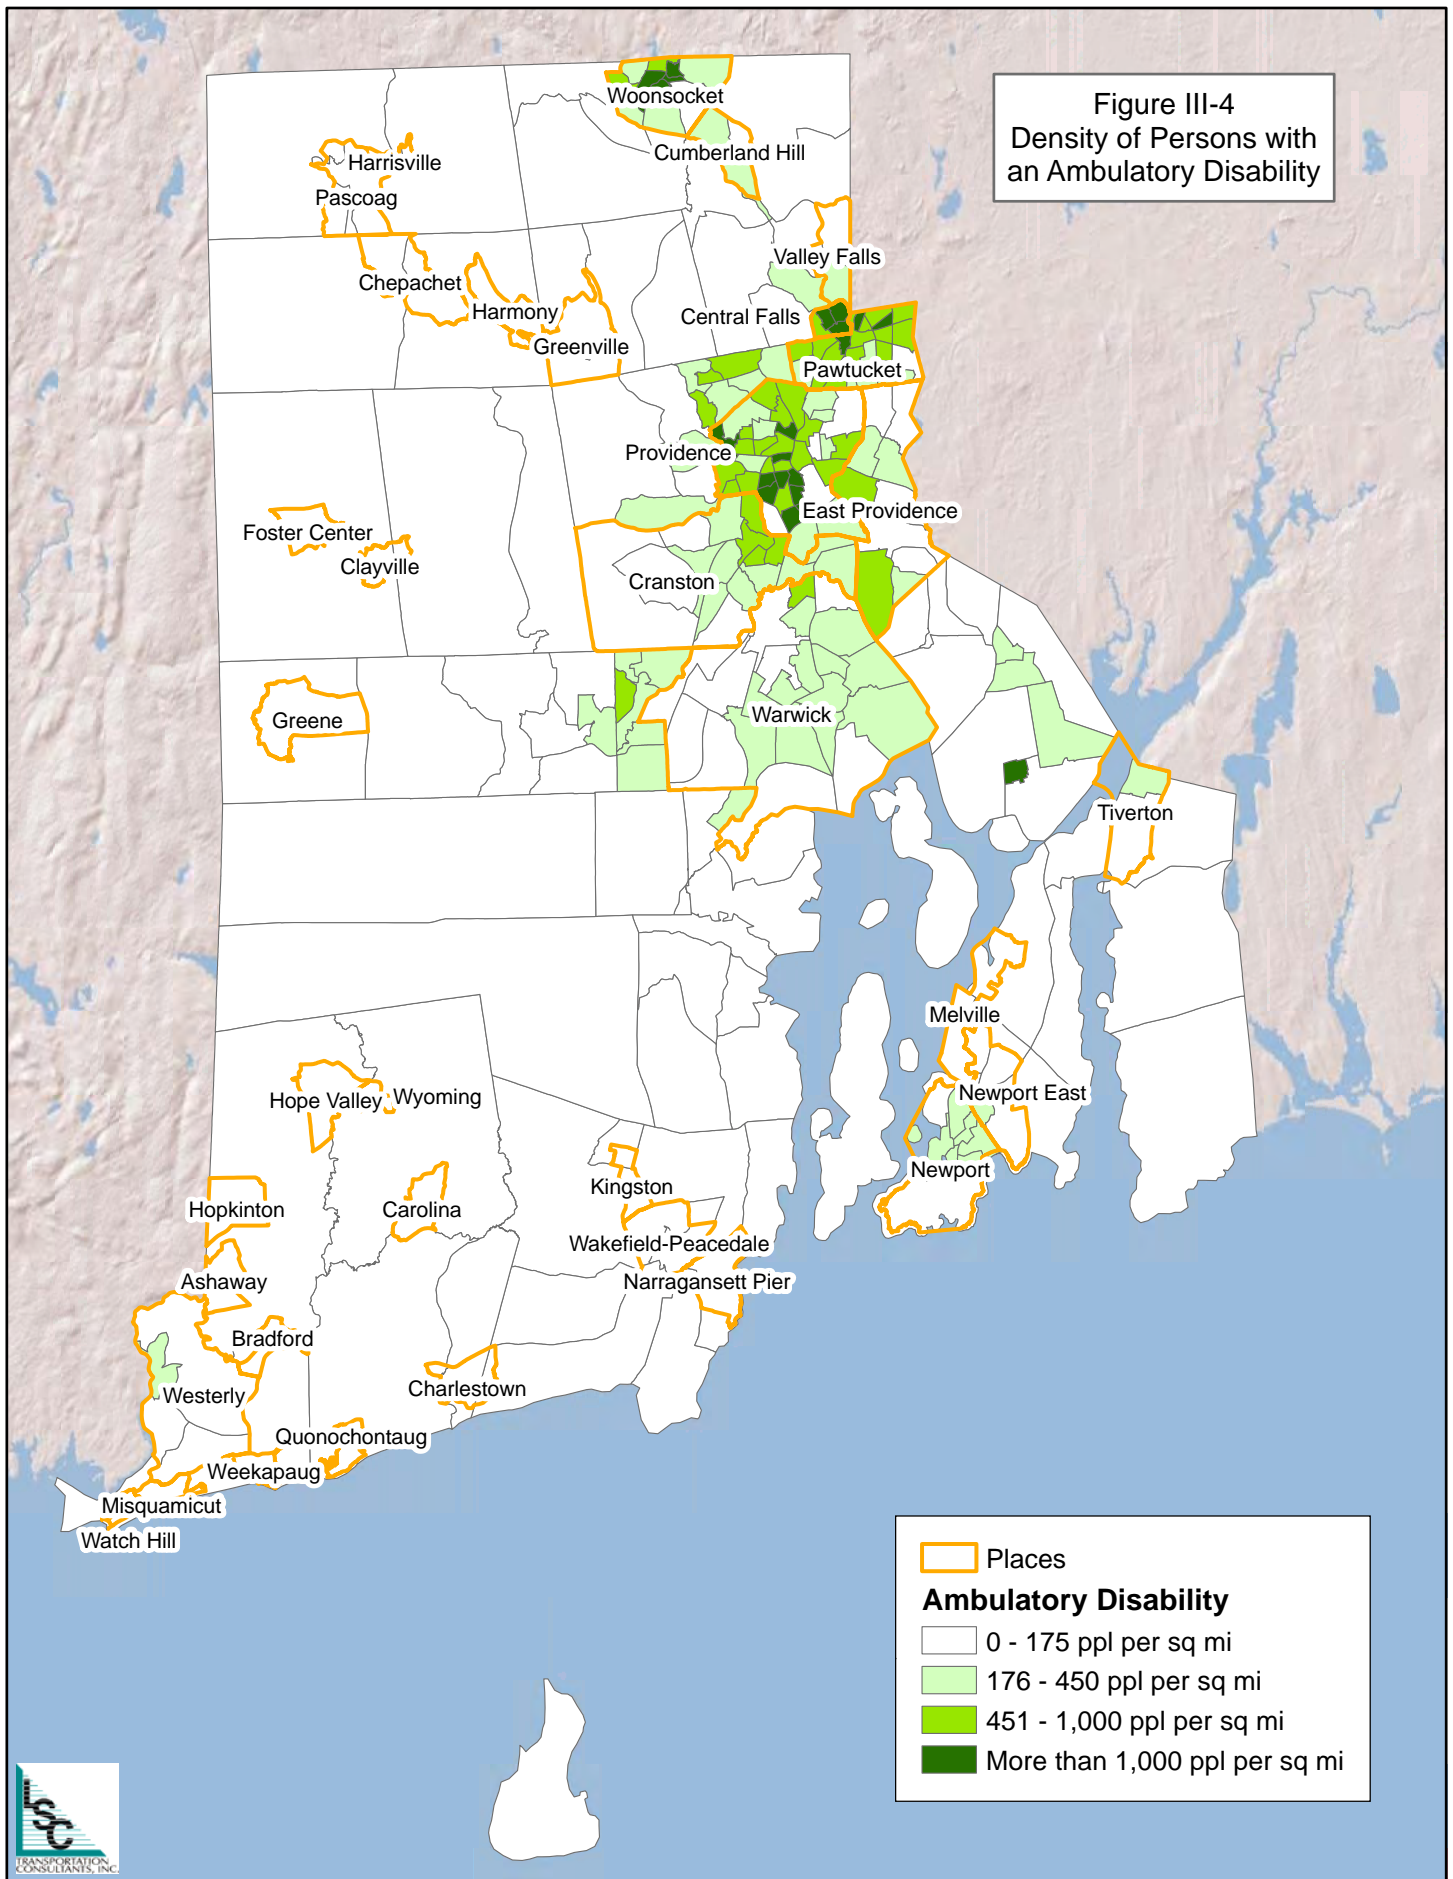 Figure III-4
Density of Persons with
an Ambulatory Disability
Woonsocket
Cumberland Hill
Harrisville
Pascoag
Valley Falls
Chepachet
Harmony
Central Falls
Greenville
Pawtucket
Providence
East Providence
Foster Center
Clayville
Cranston
Greene
Warwick
Tiverton
Melville
Newport East
Hope Valley
Wyoming
Newport
Kingston
Hopkinton
Carolina
Wakefield-Peacedale
Ashaway
Narragansett Pier
Bradford
Westerly
Charlestown
Quonochontaug
Weekapaug
Misquamicut
Watch Hill
Places
Ambulatory Disability
0 - 175 ppl per sq mi
176 - 450 ppl per sq mi
451 - 1,000 ppl per sq mi
More than 1,000 ppl per sq mi
LSC
TRANSPORTATION
CONSULTANTS, INC.